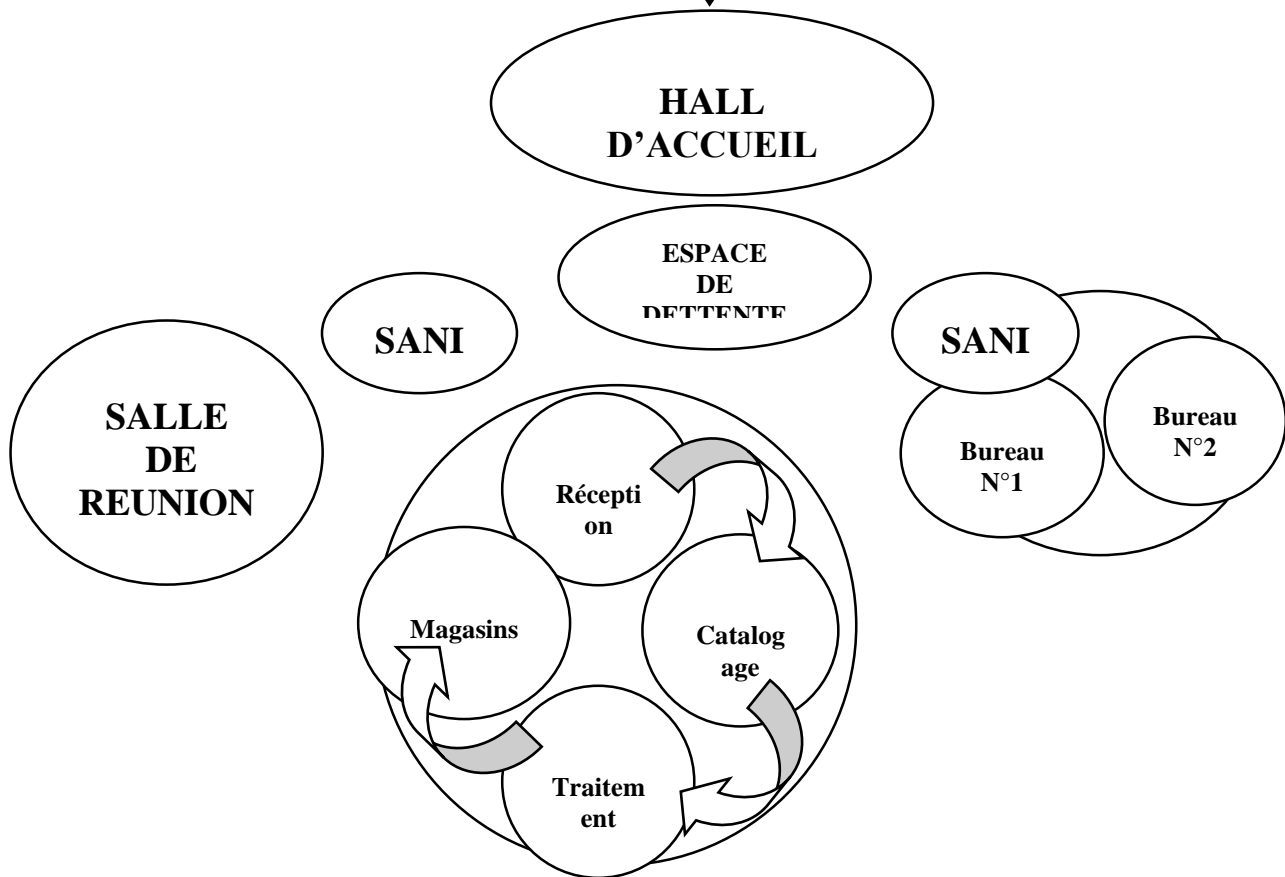 HALL
D’ACCUEIL
ESPACE
DE
DETTENTE
SANI
SANI
SALLE
DE
REUNION
Bureau
N°1
Bureau
N°2
Récepti
on
Magasins
Catalog
age
Traitem
ent